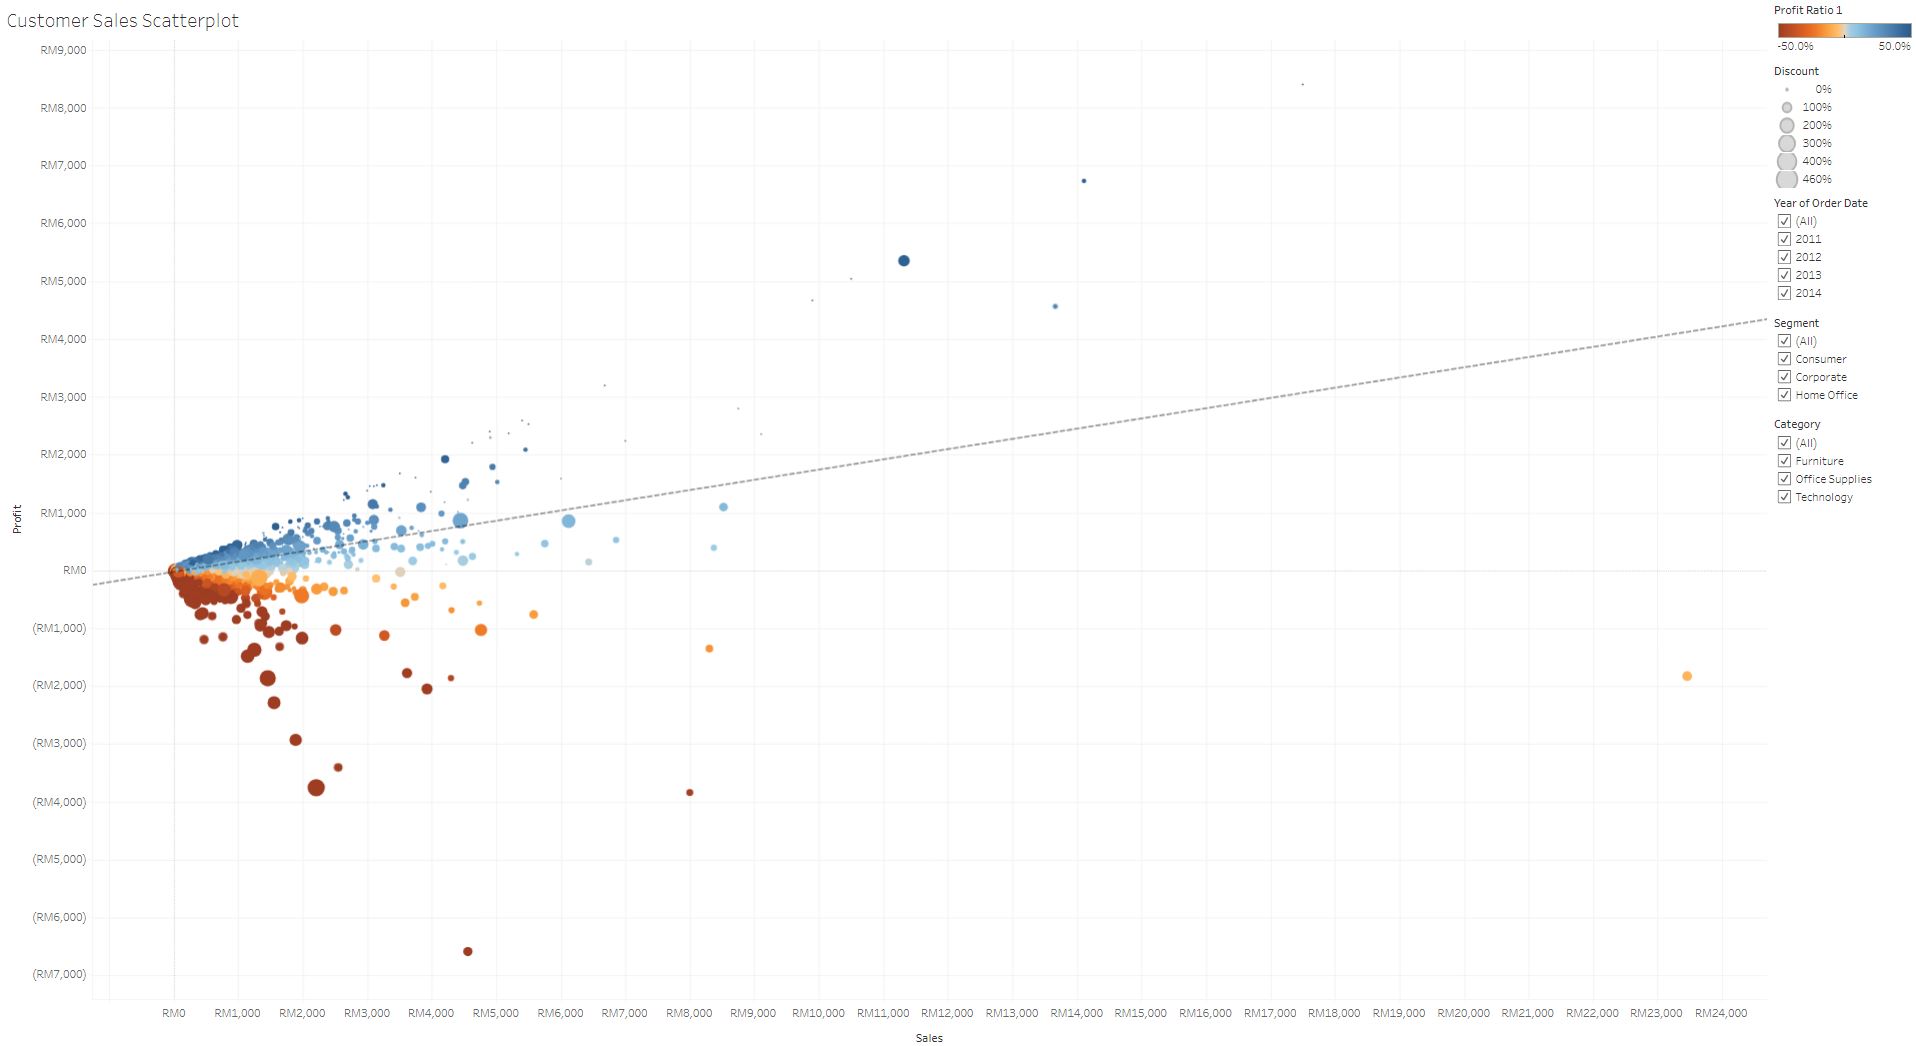 Customer Sales Scatterplot
RM9,000
RM8,000
RM7,000
RM6,000
RM5,000
RM4,000
RM3,000
RM2,000
RM1,000
RM0
(RM1,000)
(RM2,000)
(RM3,000)
(RM4,000)
(RM5,000)
(RM6,000)
(RM7,000)
Profit
RM0 RM1,000 RM2,000 RM3,000 RM4,000 RM5,000 RM6,000 RM7,000 RM8,000 RM9,000 RM10,000 RM11,000 RM12,000 RM13,000 RM14,000 RM15,000 RM16,000 RM17,000 RM18,000 RM19,000 RM20,000 RM21,000 RM22,000 RM23,000 RM24,000
Sales
Profit Ratio 1
-50.0% 50.0%
Discount
0%
100%
200%
300%
400%
460%
Year of Order Date
(All)
2011
2012
2013
2014
Segment
(All)
Consumer
Corporate
Home Office
Category
(All)
Furniture
Office Supplies
Technology